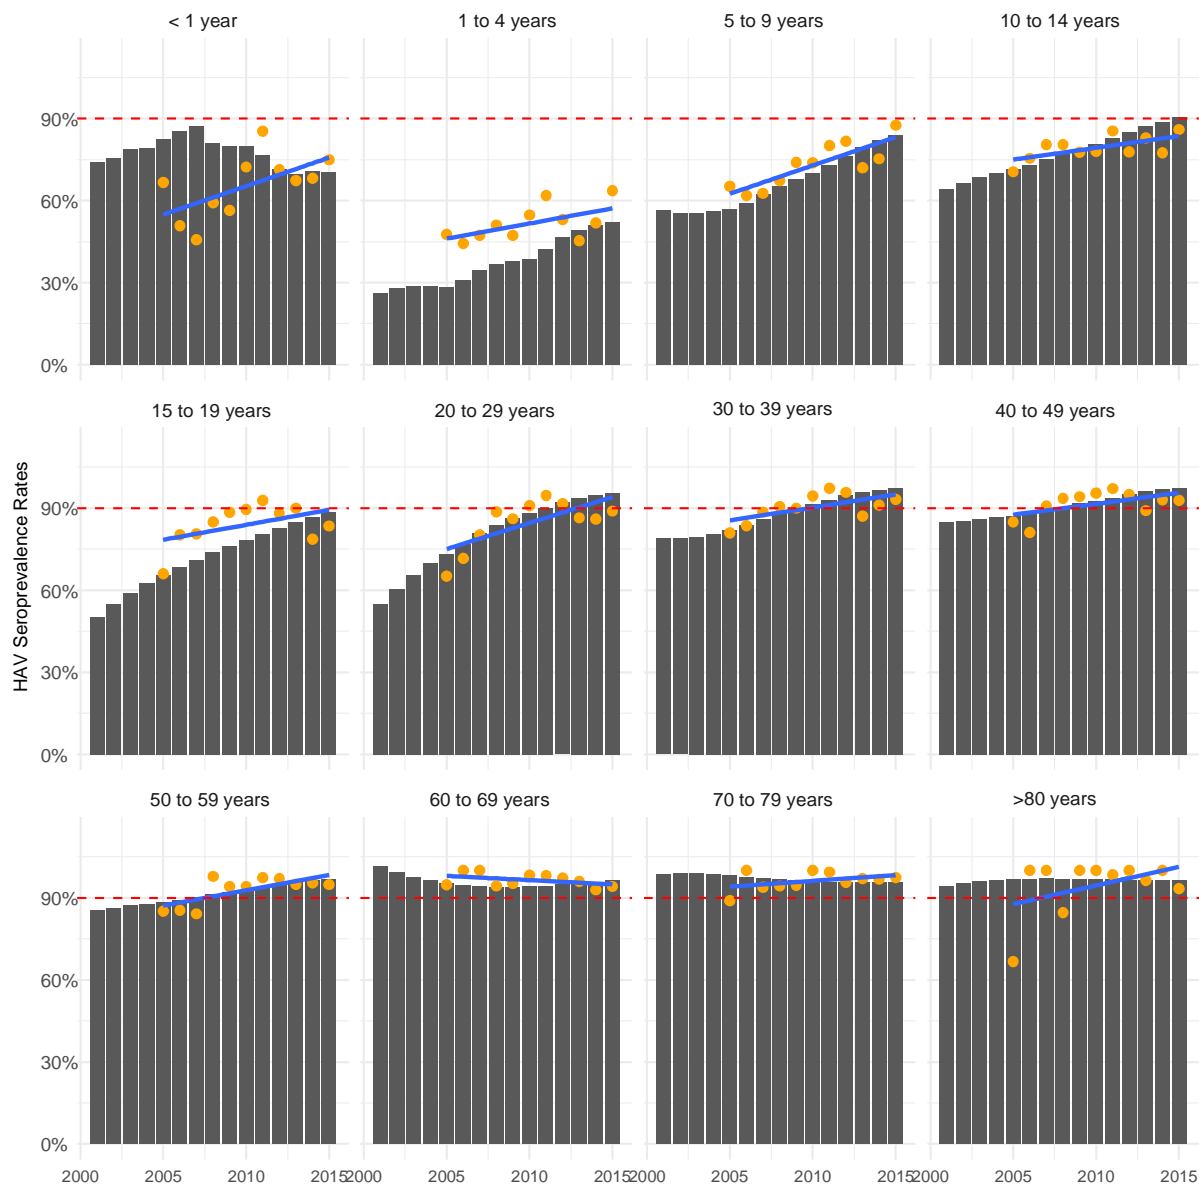 < 1 year
1 to 4 years
5 to 9 years
10 to 14 years
90%
60%
30%
0%
15 to 19 years
20 to 29 years
30 to 39 years
40 to 49 years
HAV Seroprevalence Rates
90%
60%
30%
0%
50 to 59 years
60 to 69 years
70 to 79 years
>80 years
90%
60%
30%
0%
2000 2005 2010 2015
2000 2005 2010 2015
2000 2005 2010 2015
2000 2005 2010 2015